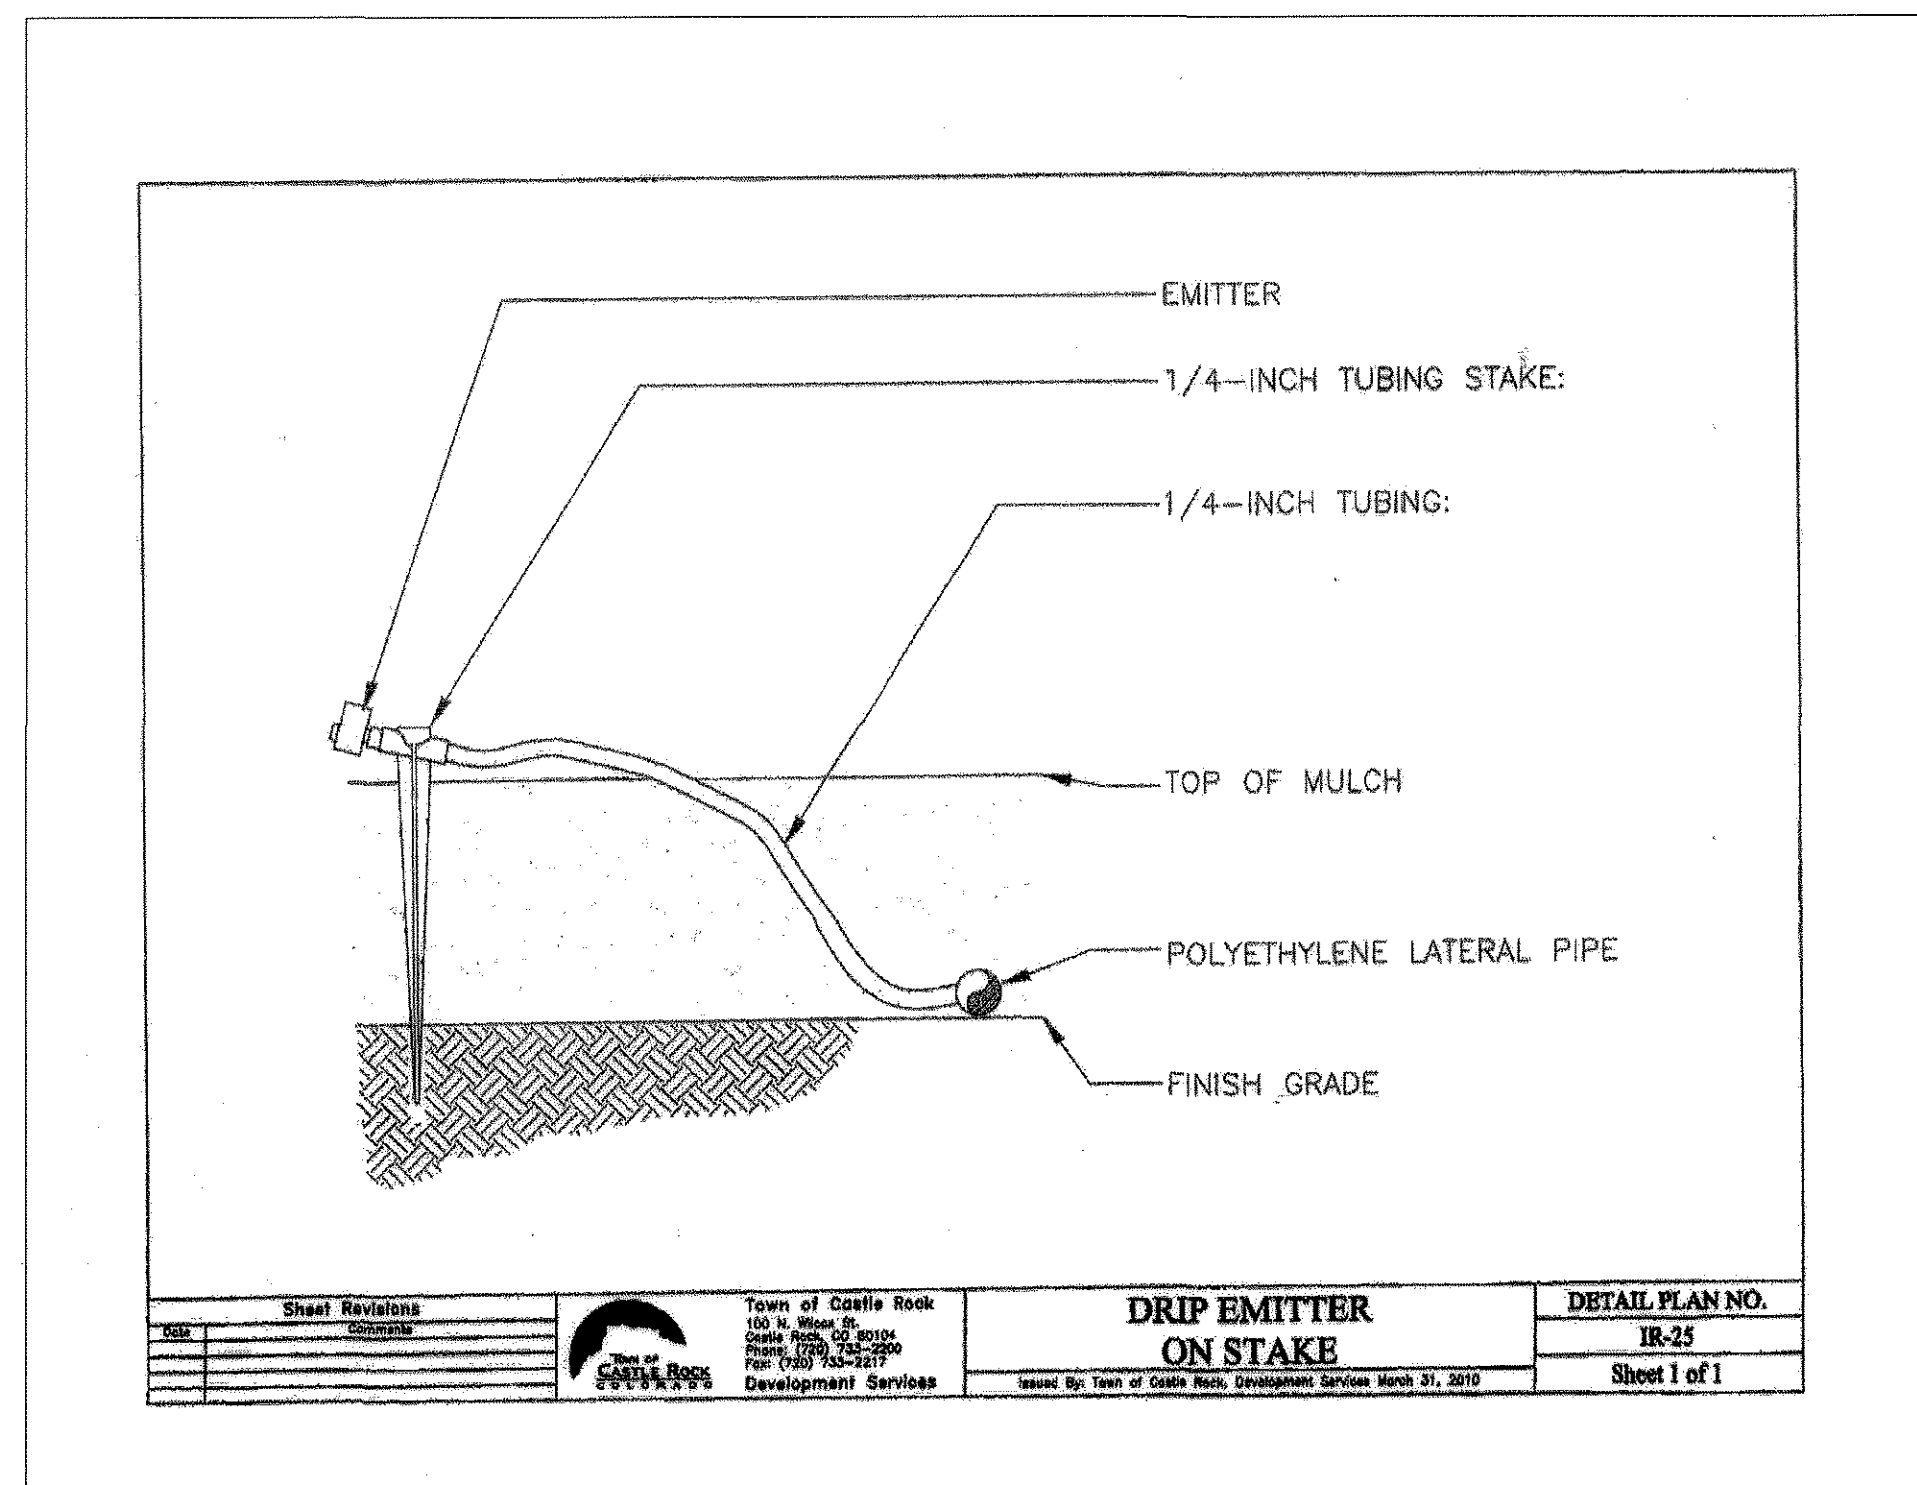 EMITTER
1/4-INCH TUBING STAKE:
1/4-INCH TUBING:
TOP OF MULCH
POLYETHYLENE LATERAL PIPE
FINISH GRADE
Sheet Revisions
Date Comments
TOWN OF
CASTLE ROCK
COLORADO
Town of Castle Rock
100 N. Wilcox St.
Castle Rock, CO 80104
Phone: (720) 733-2200
Fax: (720) 733-2217
Development Services
DRIP EMITTER
ON STAKE
Issued By: Town of Castle Rock, Development Services March 31, 2010
DETAIL PLAN NO.
IR-25
Sheet 1 of 1